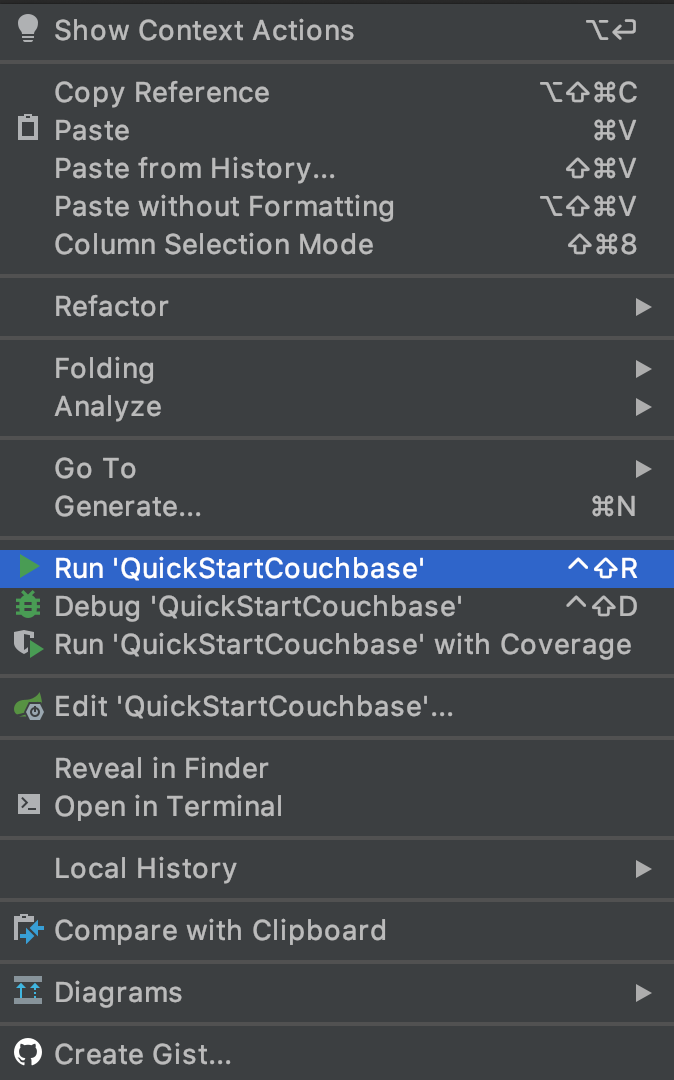 Show Context Actions ⌥↩
Copy Reference ⌥⇧⌘C
Paste ⌘V
Paste from History... ⇧⌘V
Paste without Formatting ⌥⇧⌘V
Column Selection Mode ⇧⌘8
Refactor
Folding
Analyze
Go To
Generate... ⌘N
Run 'QuickStartCouchbase' ^⇧R
Debug 'QuickStartCouchbase' ^⇧D
Run 'QuickStartCouchbase' with Coverage
Edit 'QuickStartCouchbase'...
Reveal in Finder
Open in Terminal
Local History
Compare with Clipboard
Diagrams
Create Gist...